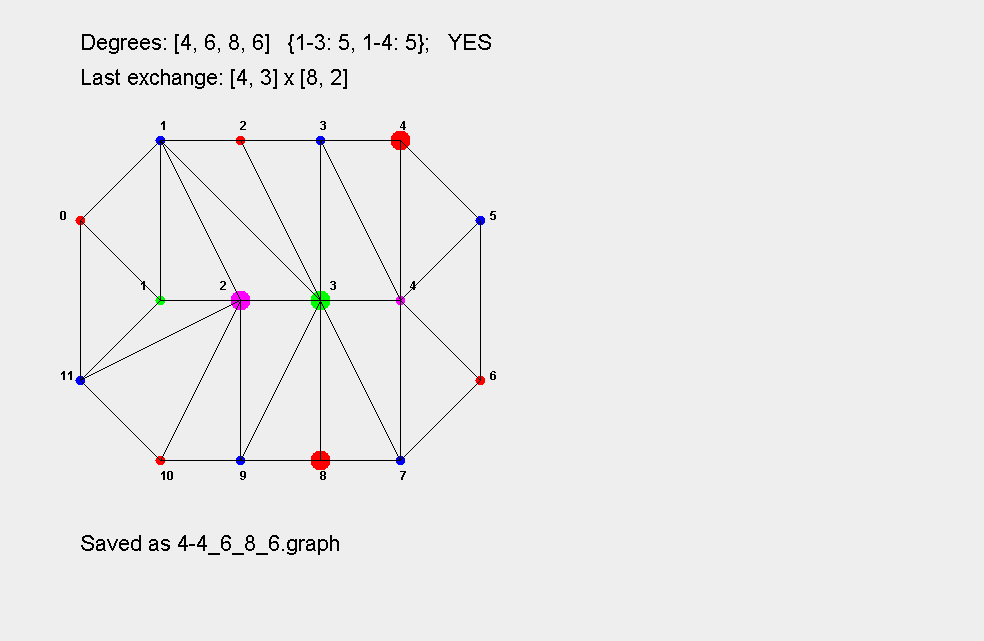 Degrees: [4, 6, 8, 6]   {1-3: 5, 1-4: 5};   YES
Last exchange: [4, 3] x [8, 2]
1 2 3 4
0 5
1 2 3 4
11 6
10 9 8 7
Saved as 4-4_6_8_6.graph